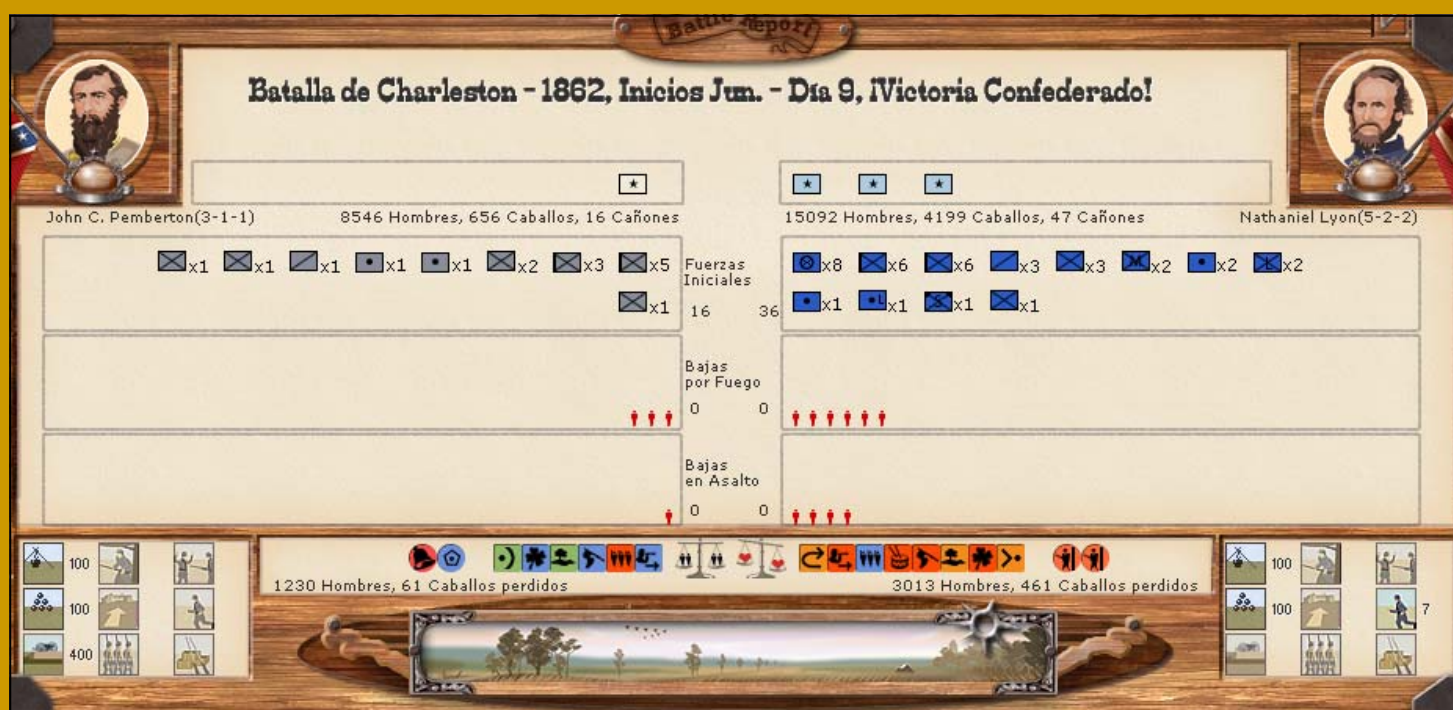 Battle Report
Batalla de Charleston - 1862, Inicios Jun. - Día 9, ¡Victoria Confederado!
John C. Pemberton(3-1-1)
8546 Hombres, 656 Caballos, 16 Cañones
15092 Hombres, 4199 Caballos, 47 Cañones
Nathaniel Lyon(5-2-2)
x1 x1 x1 x1 x1 x2 x3 x5
x1
Fuerzas
Iniciales
16 36
x8 x6 x6 x3 x3 M x2 x2 L x2
x1 L x1 S x1 x1
Bajas
por Fuego
0 0
Bajas
en Asalto
0 0
100
100
400
1230 Hombres, 61 Caballos perdidos
3013 Hombres, 461 Caballos perdidos
100
100 7